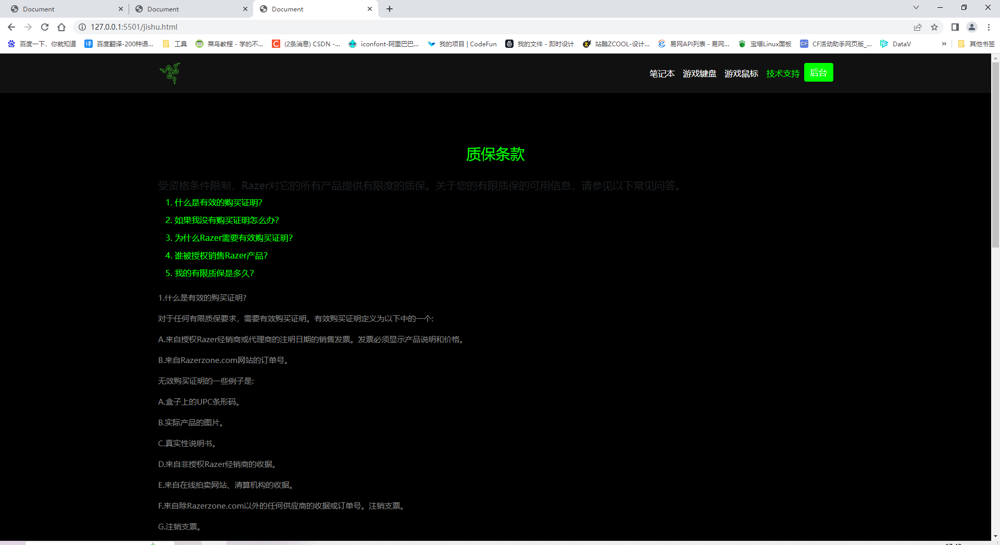 Document
Document
Document
127.0.0.1:5501/jishu.html
百度一下，你就知道
百度翻译-200种语...
工具
菜鸟教程 - 学的不...
(2条消息) CSDN -...
iconfont-阿里巴巴...
我的项目 | CodeFun
我的文件 - 即时设计
站酷ZCOOL-设计...
易网API列表 - 易网...
宝塔Linux面板
CF活动助手网页版_...
DataV
其他书签
笔记本
游戏键盘
游戏鼠标
技术支持
后台
质保条款
受资格条件限制，Razer对它的所有产品提供有限度的质保。关于您的有限质保的可用信息，请参见以下常见问答。
1. 什么是有效的购买证明?
2. 如果我没有购买证明怎么办?
3. 为什么Razer需要有效购买证明?
4. 谁被授权销售Razer产品?
5. 我的有限质保是多久?
1.什么是有效的购买证明?
对于任何有限质保要求，需要有效购买证明。有效购买证明定义为以下中的一个:
A.来自授权Razer经销商或代理商的注明日期的销售发票。发票必须显示产品说明和价格。
B.来自Razerzone.com网站的订单号。
无效购买证明的一些例子是:
A.盒子上的UPC条形码。
B.实际产品的图片。
C.真实性说明书。
D.来自非授权Razer经销商的收据。
E.来自在线拍卖网站、清算机构的收据。
F.来自除Razerzone.com以外的任何供应商的收据或订单号。注销支票。
G.注销支票。